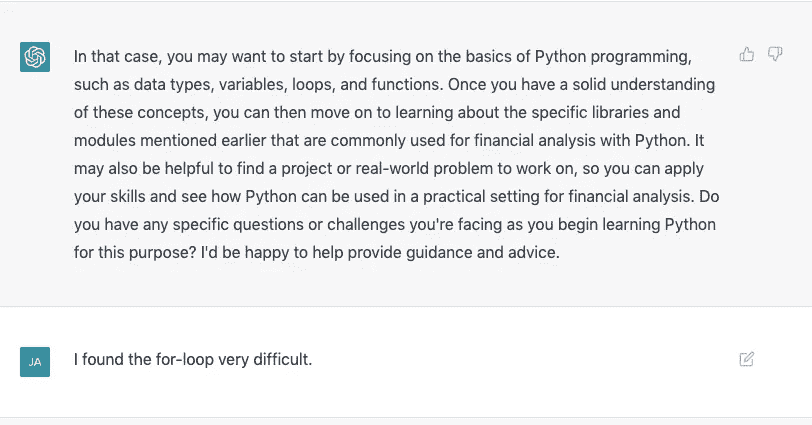 In that case, you may want to start by focusing on the basics of Python programming,
such as data types, variables, loops, and functions. Once you have a solid understanding
of these concepts, you can then move on to learning about the specific libraries and
modules mentioned earlier that are commonly used for financial analysis with Python. It
may also be helpful to find a project or real-world problem to work on, so you can apply
your skills and see how Python can be used in a practical setting for financial analysis. Do
you have any specific questions or challenges you're facing as you begin learning Python
for this purpose? I'd be happy to help provide guidance and advice.
JA
I found the for-loop very difficult.